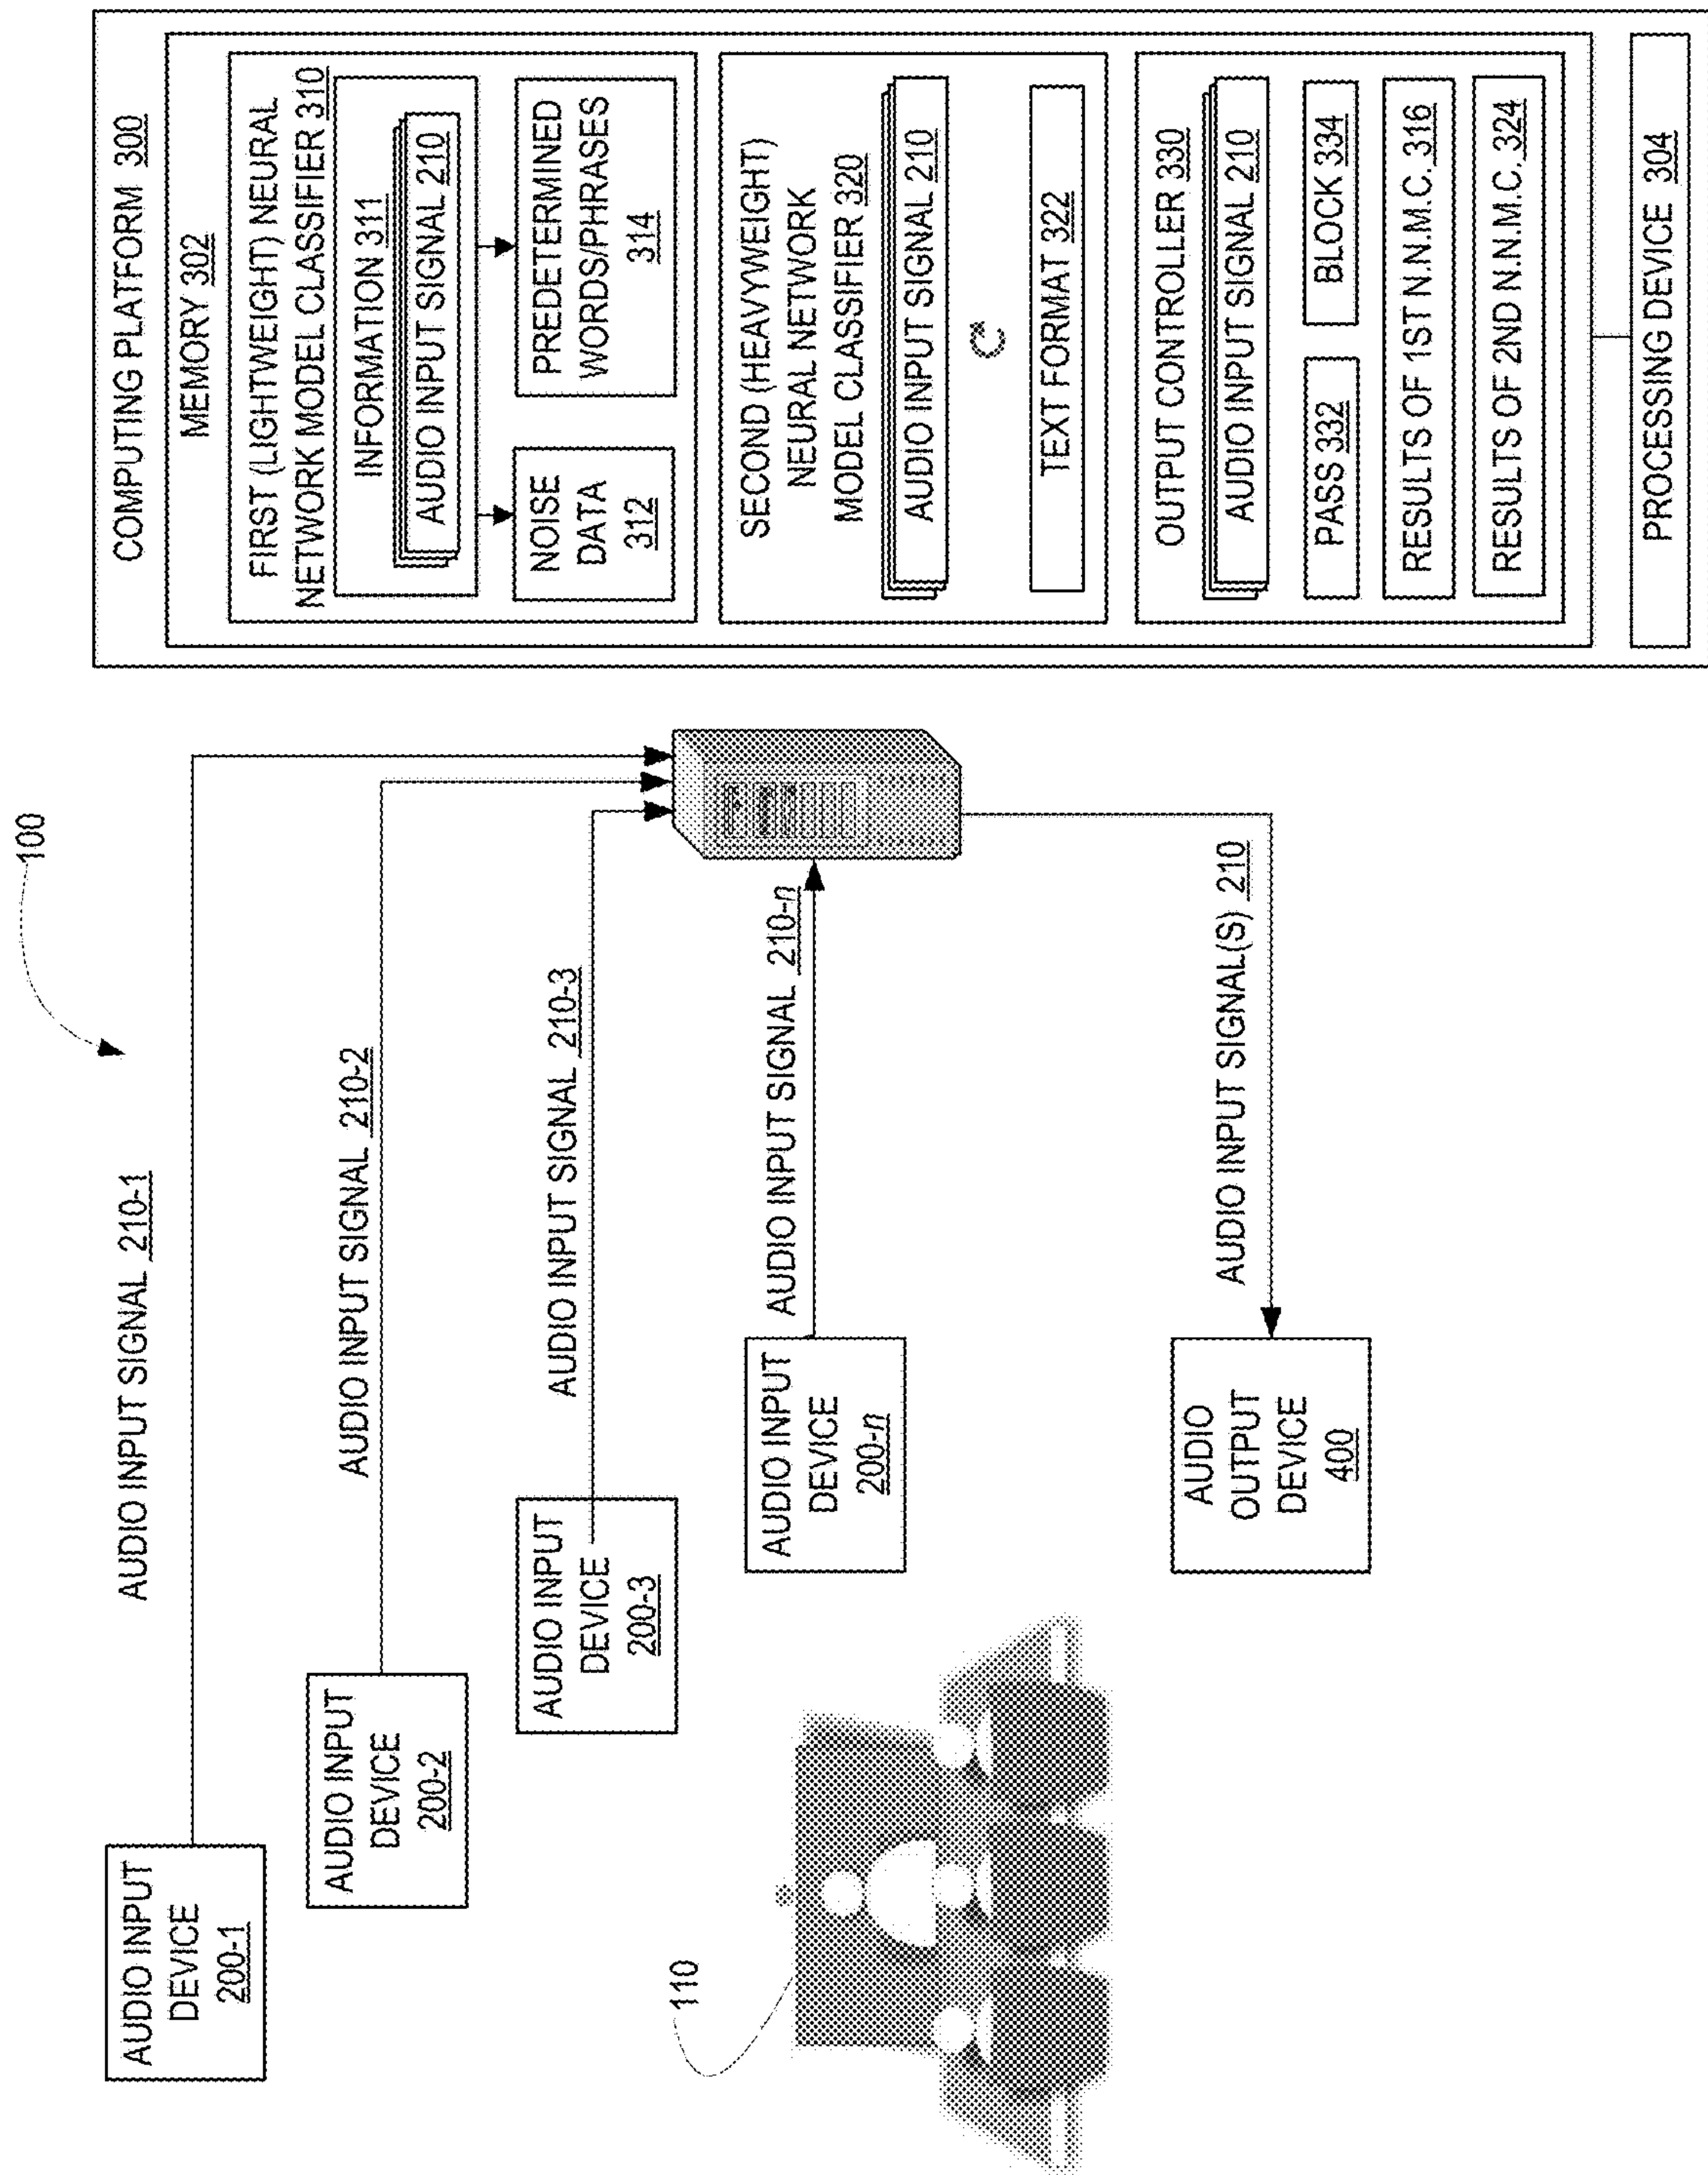 100
AUDIO INPUT
DEVICE
200-1
AUDIO INPUT SIGNAL 210-1
AUDIO INPUT
DEVICE
200-2
AUDIO INPUT SIGNAL 210-2
AUDIO INPUT
DEVICE
200-3
AUDIO INPUT SIGNAL 210-3
AUDIO INPUT
DEVICE
200-n
AUDIO INPUT SIGNAL 210-n
110
AUDIO
OUTPUT
DEVICE
400
AUDIO INPUT SIGNAL(S) 210
COMPUTING PLATFORM 300
MEMORY 302
FIRST (LIGHTWEIGHT) NEURAL
NETWORK MODEL CLASSIFIER 310
INFORMATION 311
AUDIO INPUT SIGNAL 210
NOISE
DATA
312
PREDETERMINED
WORDS/PHRASES
314
SECOND (HEAVYWEIGHT)
NEURAL NETWORK
MODEL CLASSIFIER 320
AUDIO INPUT SIGNAL 210
TEXT FORMAT 322
OUTPUT CONTROLLER 330
AUDIO INPUT SIGNAL 210
PASS 332
BLOCK 334
RESULTS OF 1ST N.N.M.C. 316
RESULTS OF 2ND N.N.M.C. 324
PROCESSING DEVICE 304